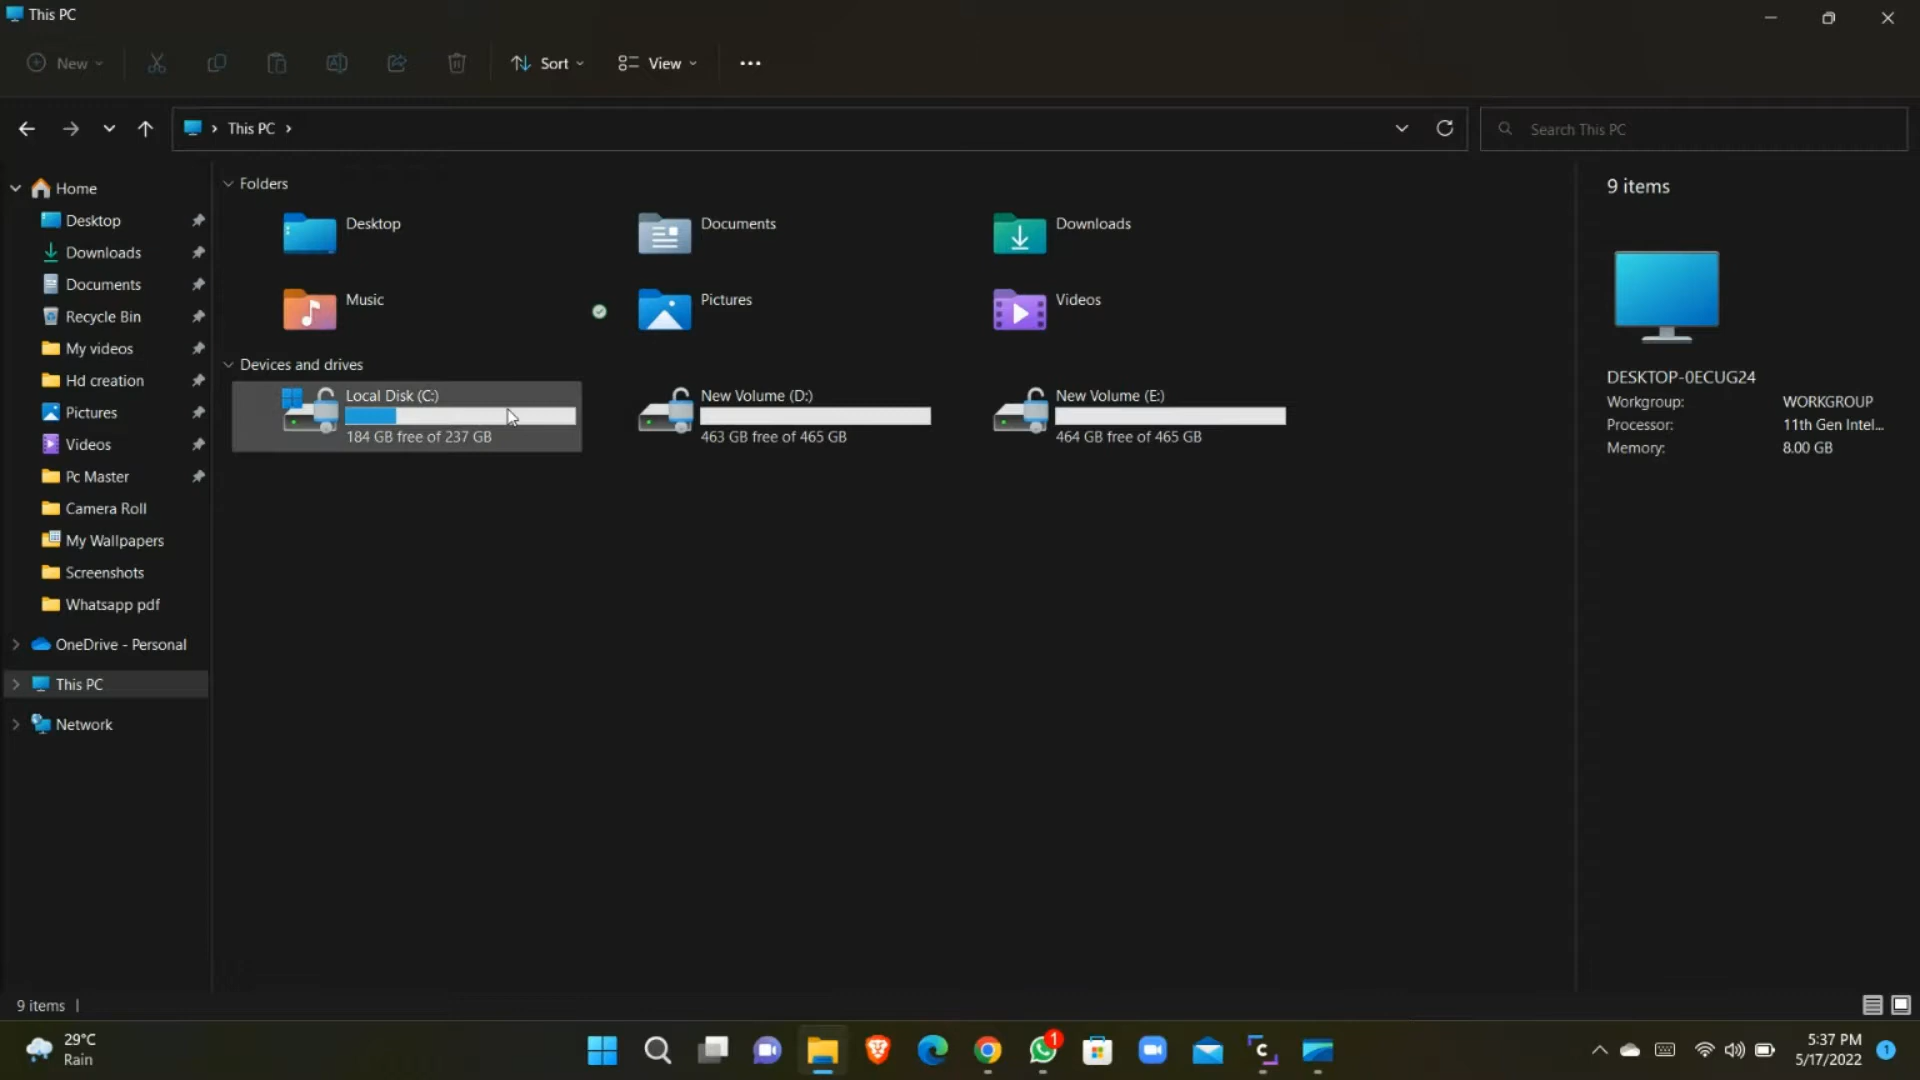 This PC
New
Sort
View
This PC
Search This PC
Home
Desktop
Downloads
Documents
Recycle Bin
My videos
Hd creation
Pictures
Videos
Pc Master
Camera Roll
My Wallpapers
Screenshots
Whatsapp pdf
OneDrive - Personal
This PC
Network
Folders
Desktop
Documents
Downloads
Music
Pictures
Videos
Devices and drives
Local Disk (C:)
184 GB free of 237 GB
New Volume (D:)
463 GB free of 465 GB
New Volume (E:)
464 GB free of 465 GB
9 items
DESKTOP-0ECUG24
Workgroup: WORKGROUP
Processor: 11th Gen Intel...
Memory: 8.00 GB
9 items
29°C
Rain
1
5:37 PM
5/17/2022
1